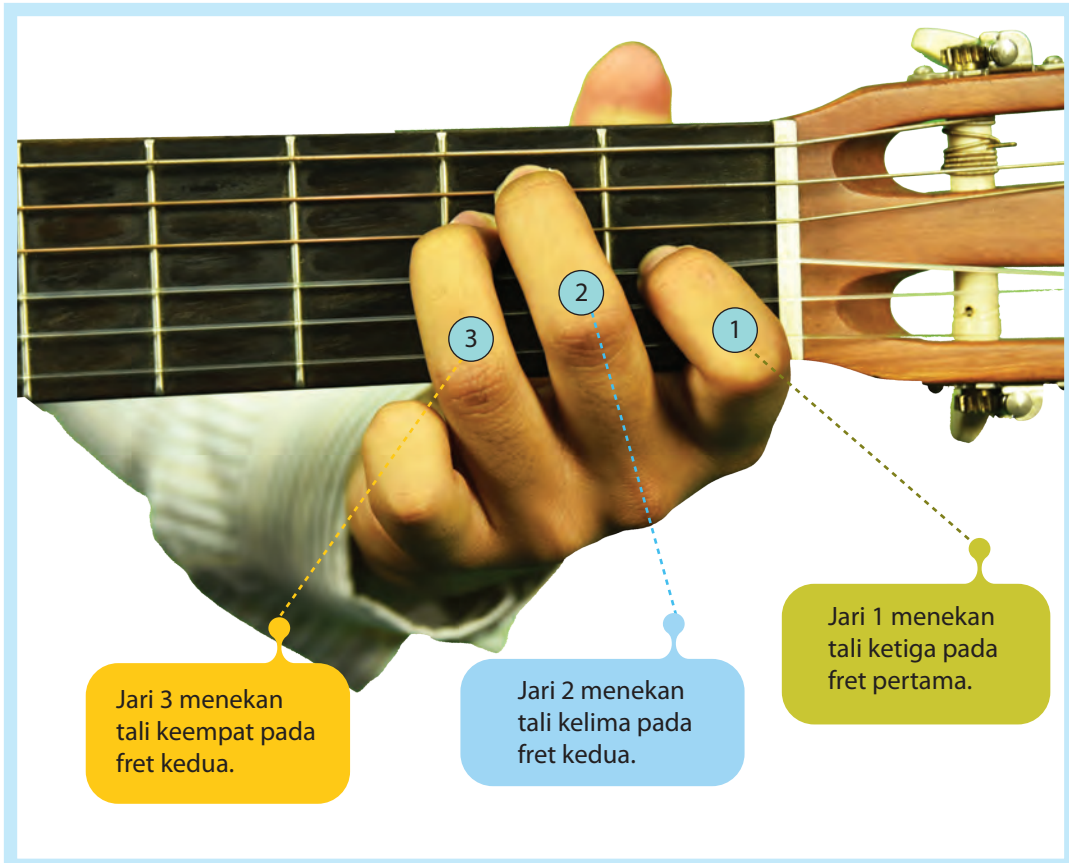 2
1
3
Jari 1 menekan
tali ketiga pada
fret pertama.
Jari 2 menekan
tali kelima pada
fret kedua.
Jari 3 menekan
tali keempat pada
fret kedua.